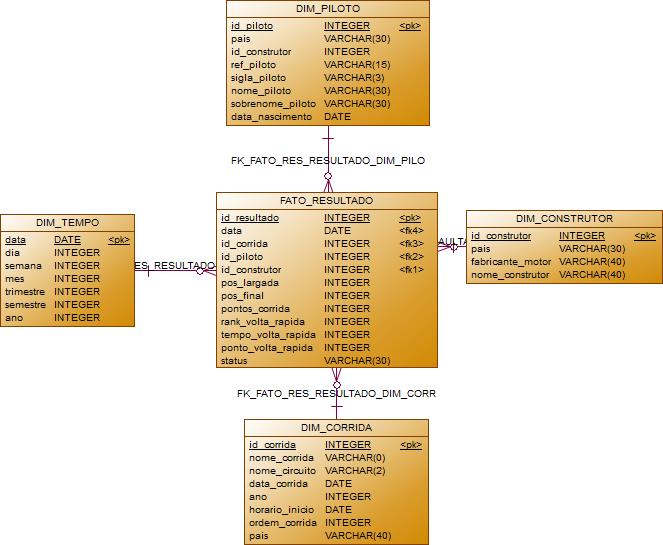 DIM_PILOTO
id_piloto INTEGER <pk>
pais VARCHAR(30)
id_construtor INTEGER
ref_piloto VARCHAR(15)
sigla_piloto VARCHAR(3)
nome_piloto VARCHAR(30)
sobrenome_piloto VARCHAR(30)
data_nascimento DATE
FK_FATO_RES_RESULTADO_DIM_PILO
DIM_TEMPO
data DATE <pk>
dia INTEGER
semana INTEGER
mes INTEGER
trimestre INTEGER
semestre INTEGER
ano INTEGER
ES_RESULTADO
FATO_RESULTADO
id_resultado INTEGER <pk>
data DATE <fk4>
id_corrida INTEGER <fk3>
id_piloto INTEGER <fk2>
id_construtor INTEGER <fk1>
pos_largada INTEGER
pos_final INTEGER
pontos_corrida INTEGER
rank_volta_rapida INTEGER
tempo_volta_rapida INTEGER
ponto_volta_rapida INTEGER
status VARCHAR(30)
DIM_CONSTRUTOR
id_construtor INTEGER <pk>
pais VARCHAR(30)
fabricante_motor VARCHAR(40)
nome_construtor VARCHAR(40)
FK_FATO_RES_RESULTADO_DIM_CORR
DIM_CORRIDA
id_corrida INTEGER <pk>
nome_corrida VARCHAR(0)
nome_circuito VARCHAR(2)
data_corrida DATE
ano INTEGER
horario_inicio DATE
ordem_corrida INTEGER
pais VARCHAR(40)